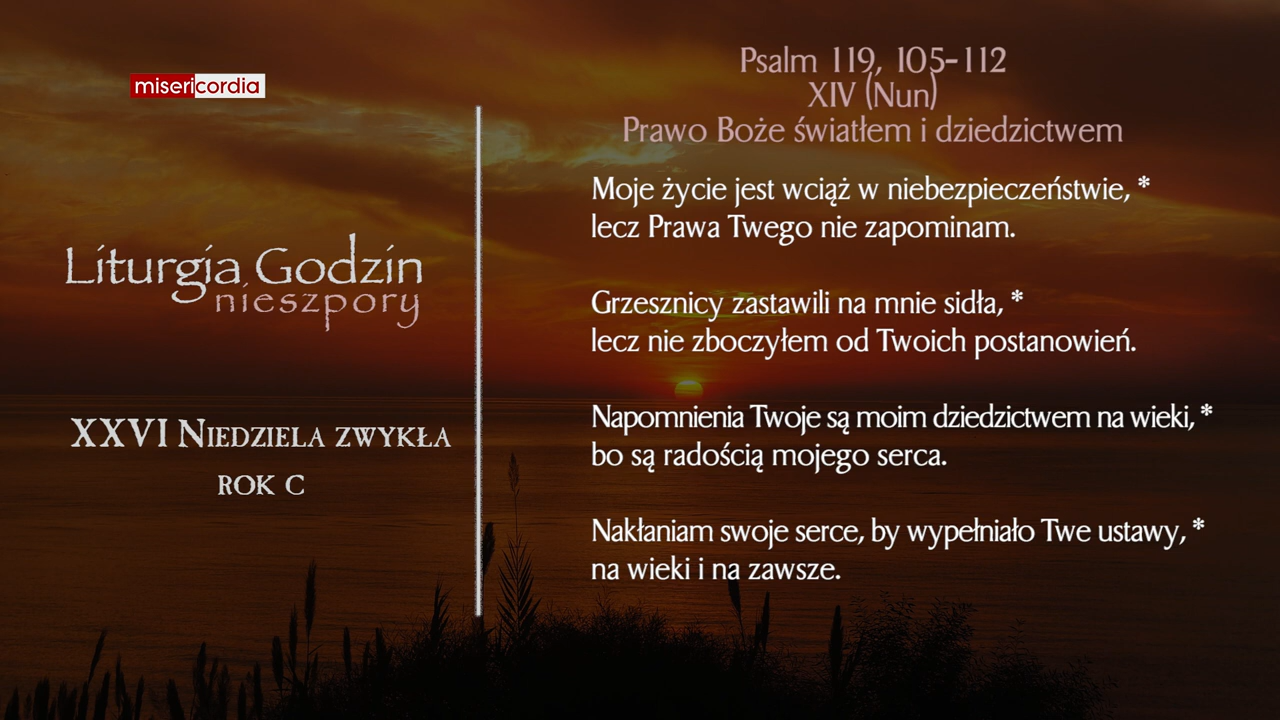 misericordia
Liturgia Godzin
nieszpory
XXVI Niedziela zwykła
rok C
Psalm 119, 105-112
XIV (Nun)
Prawo Boże światłem i dziedzictwem
Moje życie jest wciąż w niebezpieczeństwie, *
lecz Prawa Twego nie zapominam.
Grzesznicy zastawili na mnie sidła, *
lecz nie zboczyłem od Twoich postanowień.
Napomnienia Twoje są moim dziedzictwem na wieki, *
bo są radością mojego serca.
Nakłaniam swoje serce, by wypełniało Twe ustawy, *
na wieki i na zawsze.